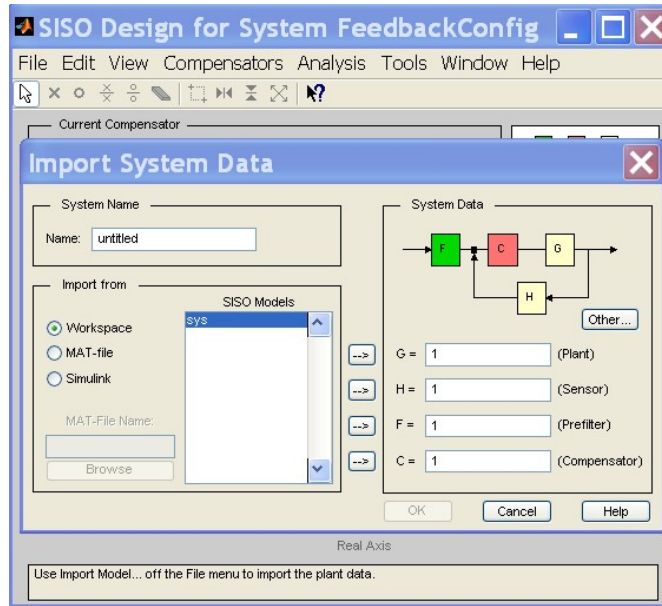 SISO Design for System FeedbackConfig
File Edit View Compensators Analysis Tools Window Help
Current Compensator
Import System Data
System Name
Name: untitled
Import from
SISO Models
Workspace
MAT-file
Simulink
sys
MAT-File Name:
Browse
-->
-->
-->
-->
System Data
F C G
H
Other...
G = 1 (Plant)
H = 1 (Sensor)
F = 1 (Prefilter)
C = 1 (Compensator)
OK Cancel Help
Real Axis
Use Import Model... off the File menu to import the plant data.